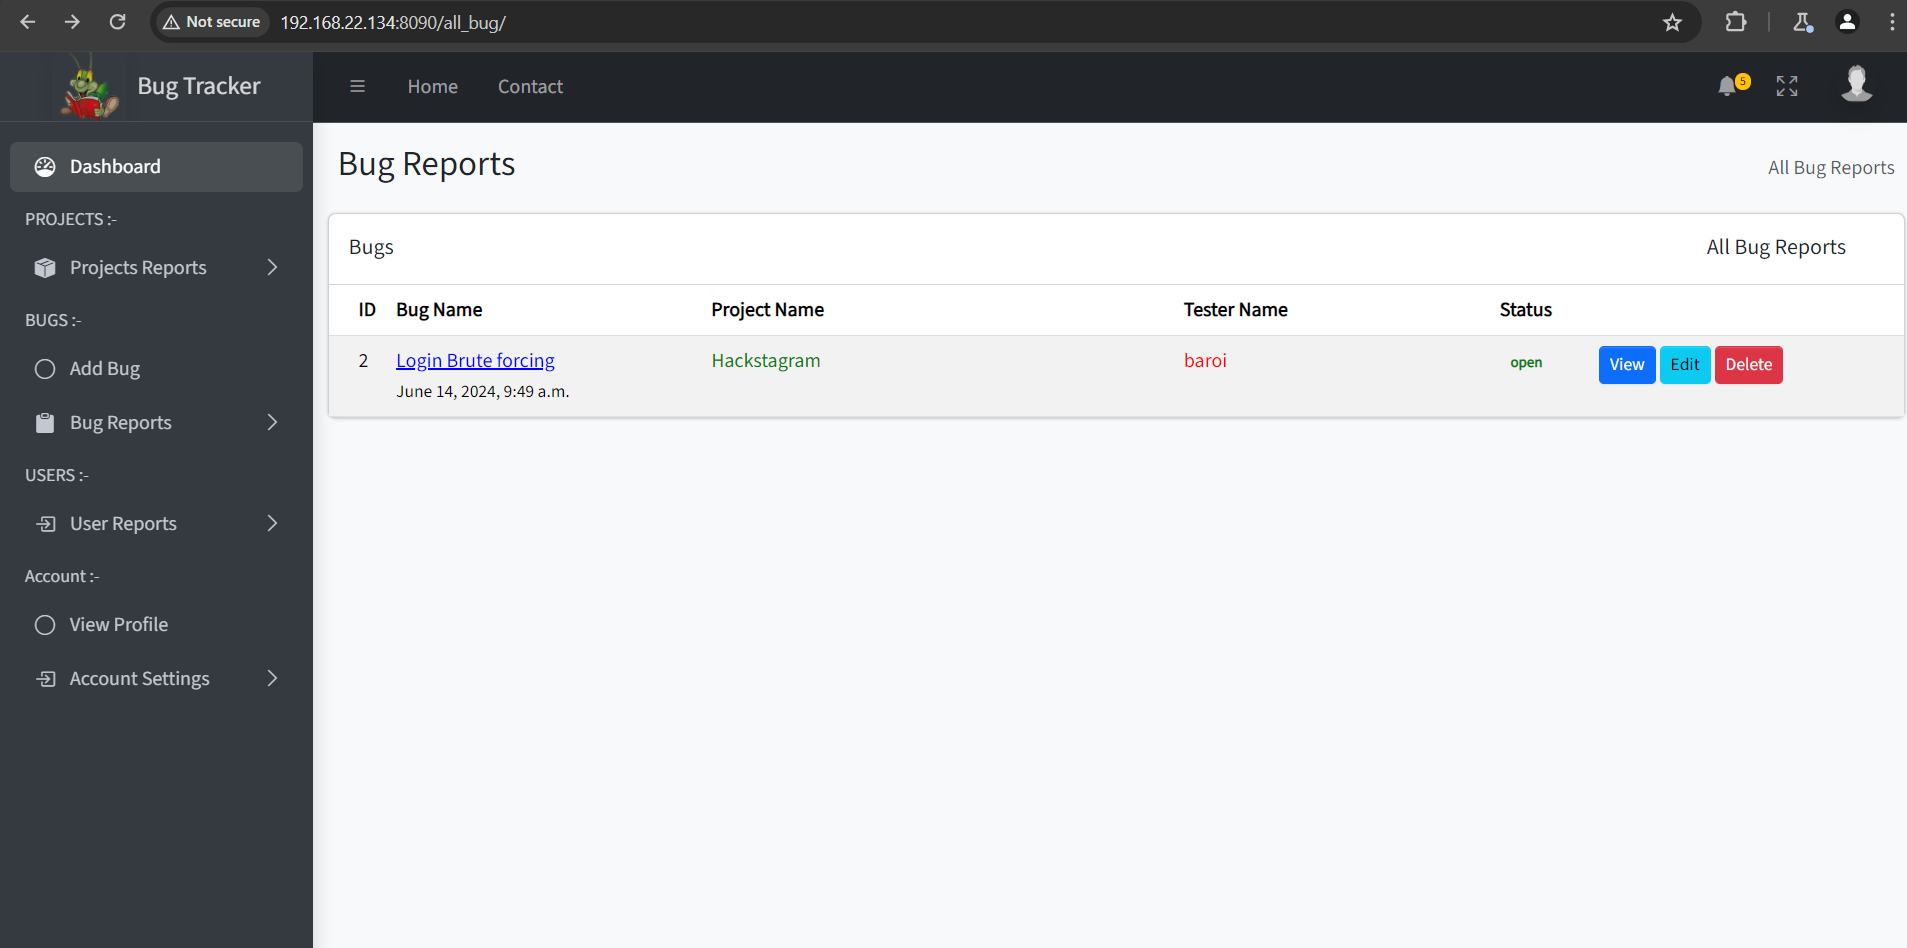 Not secure 192.168.22.134:8090/all_bug/
Bug Tracker
Home Contact
5
Dashboard
PROJECTS :-
Projects Reports
BUGS :-
Add Bug
Bug Reports
USERS :-
User Reports
Account :-
View Profile
Account Settings
Bug Reports
All Bug Reports
Bugs All Bug Reports
ID Bug Name Project Name Tester Name Status
2 Login Brute forcing Hackstagram baroi open View Edit Delete
June 14, 2024, 9:49 a.m.